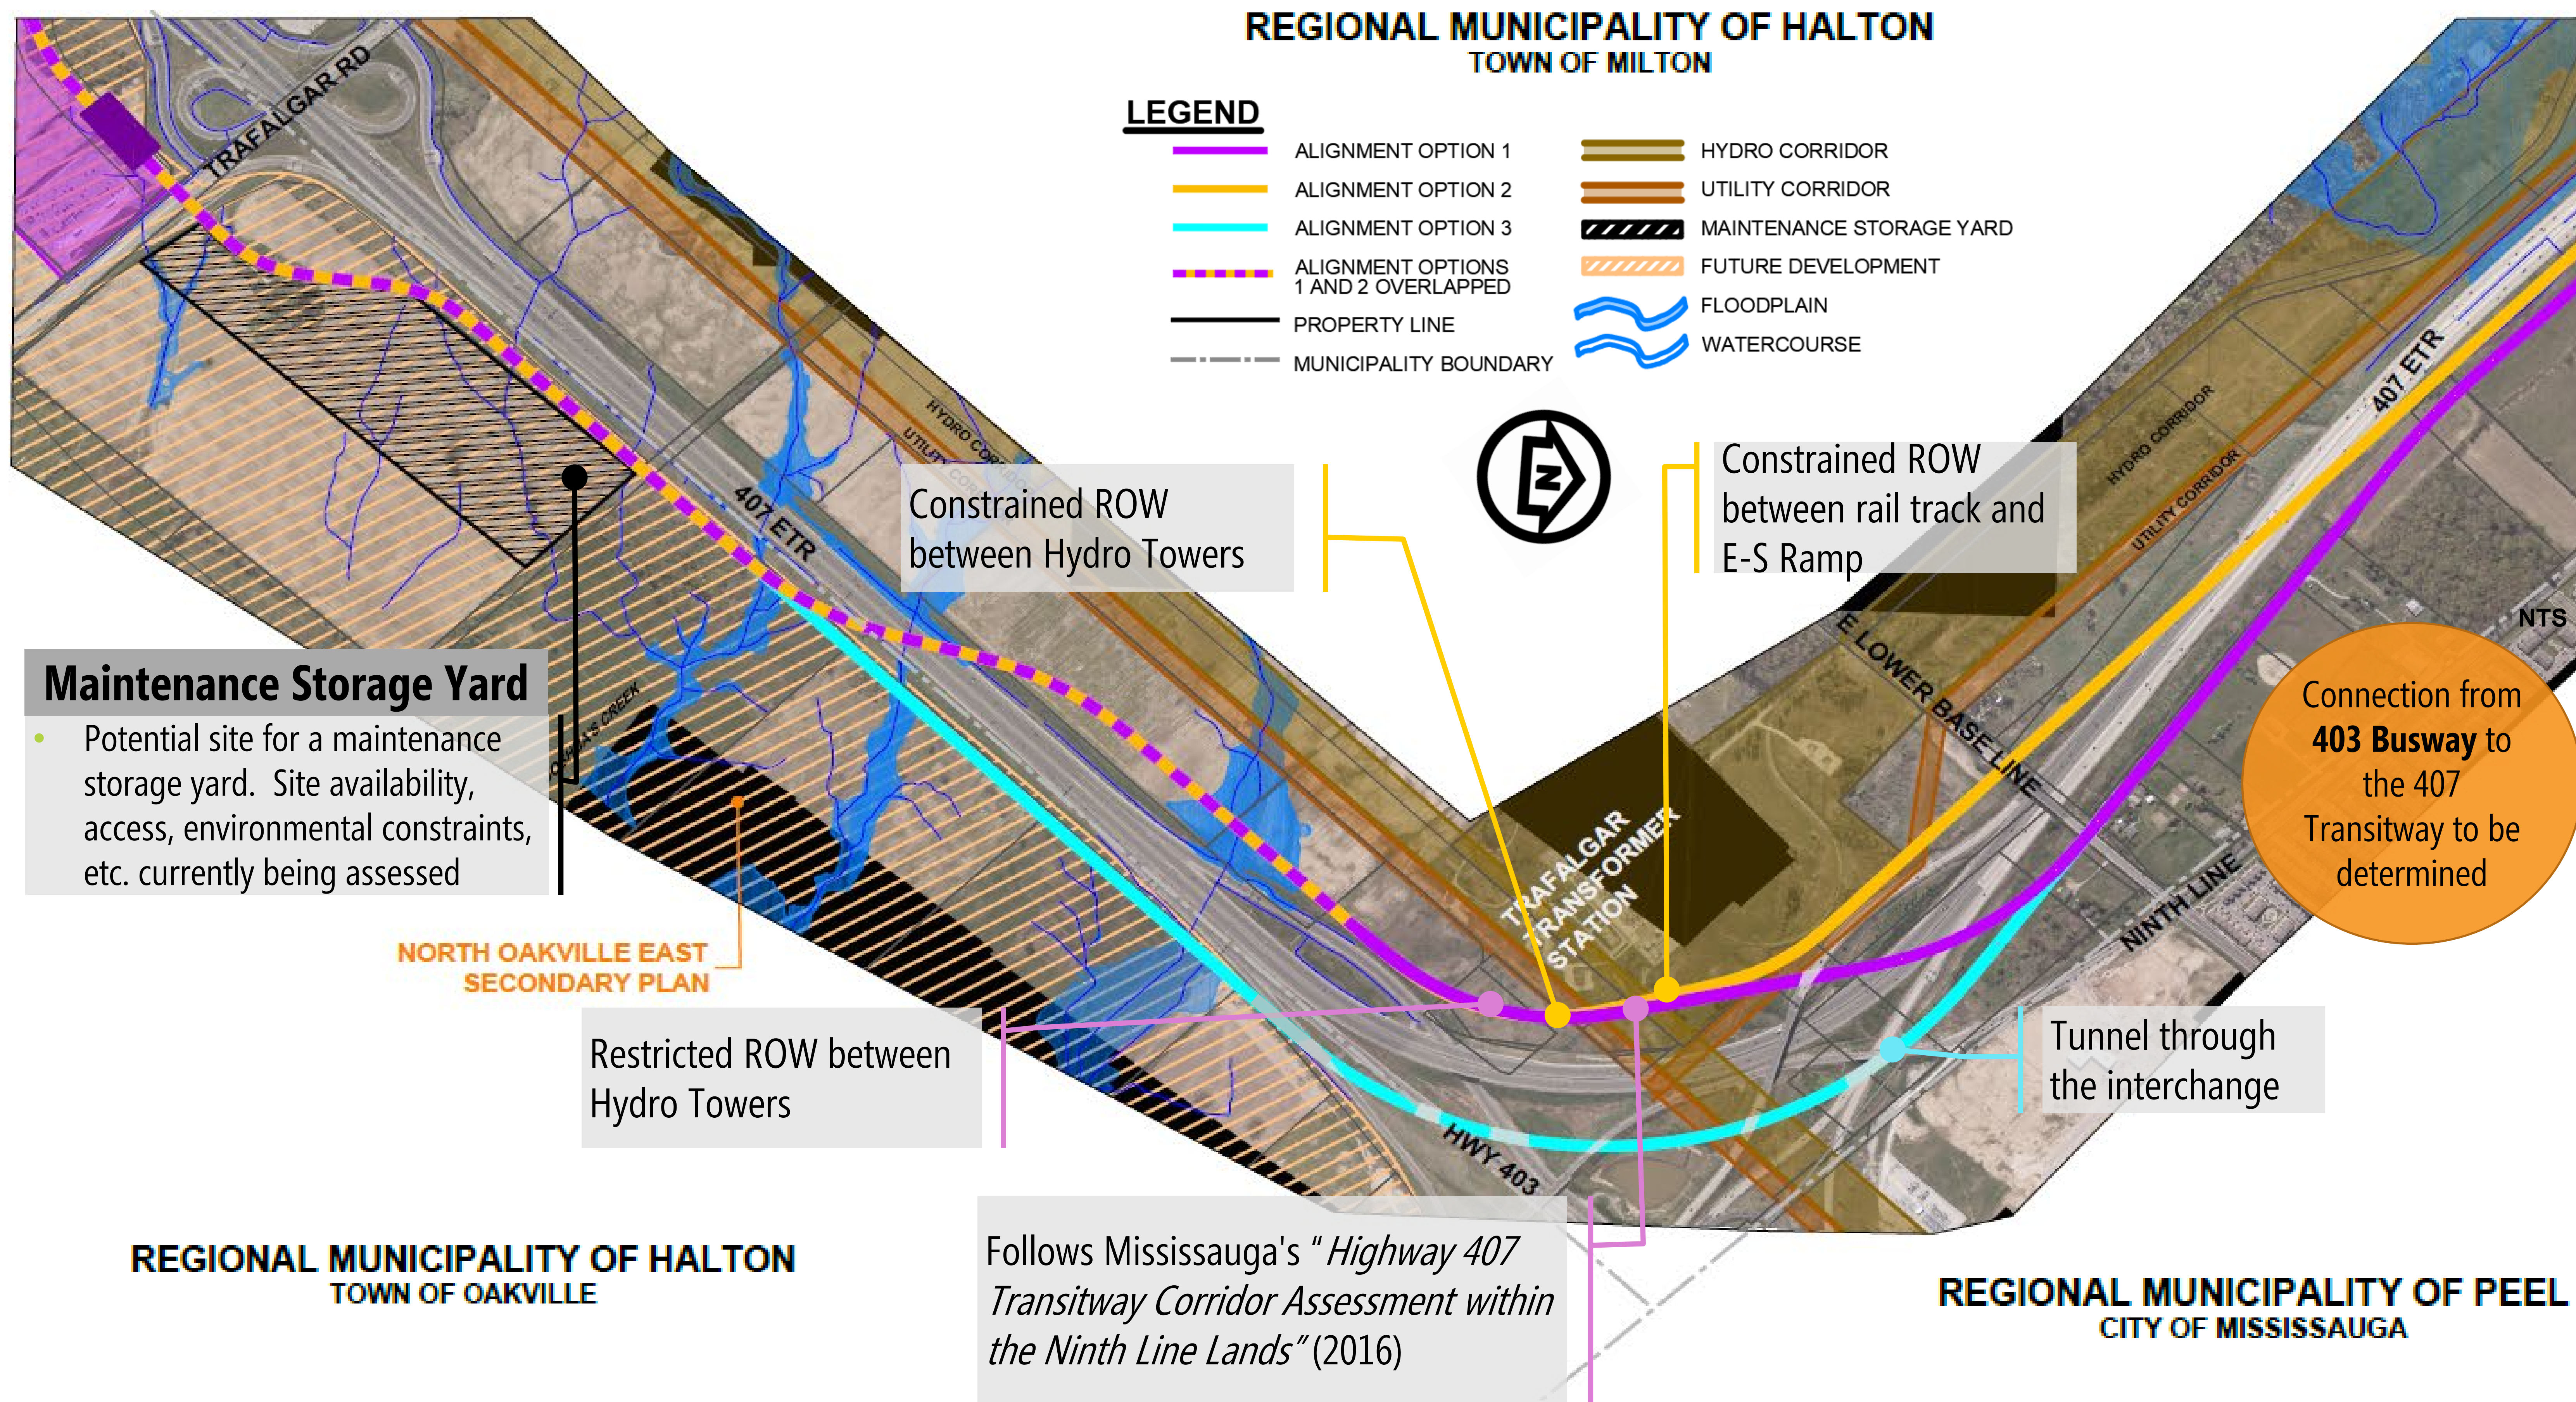 REGIONAL MUNICIPALITY OF HALTON
TOWN OF MILTON
LEGEND
ALIGNMENT OPTION 1
ALIGNMENT OPTION 2
ALIGNMENT OPTION 3
ALIGNMENT OPTIONS
1 AND 2 OVERLAPPED
PROPERTY LINE
MUNICIPALITY BOUNDARY
HYDRO CORRIDOR
UTILITY CORRIDOR
MAINTENANCE STORAGE YARD
FUTURE DEVELOPMENT
FLOODPLAIN
WATERCOURSE
TRAFALGAR RD
407 ETR
HYDRO CORRIDOR
UTILITY CORRIDOR
N
Constrained ROW
between Hydro Towers
Constrained ROW
between rail track and
E-S Ramp
407 ETR
HYDRO CORRIDOR
UTILITY CORRIDOR
NTS
E LOWER BASE LINE
Connection from
403 Busway to
the 407
Transitway to be
determined
Maintenance Storage Yard
• Potential site for a maintenance
storage yard. Site availability,
access, environmental constraints,
etc. currently being assessed
CREEK
TRAFALGAR
TRANSFORMER
STATION
NINTH LINE
NORTH OAKVILLE EAST
SECONDARY PLAN
Restricted ROW between
Hydro Towers
Tunnel through
the interchange
HWY 403
Follows Mississauga's "Highway 407
Transitway Corridor Assessment within
the Ninth Line Lands" (2016)
REGIONAL MUNICIPALITY OF HALTON
TOWN OF OAKVILLE
REGIONAL MUNICIPALITY OF PEEL
CITY OF MISSISSAUGA